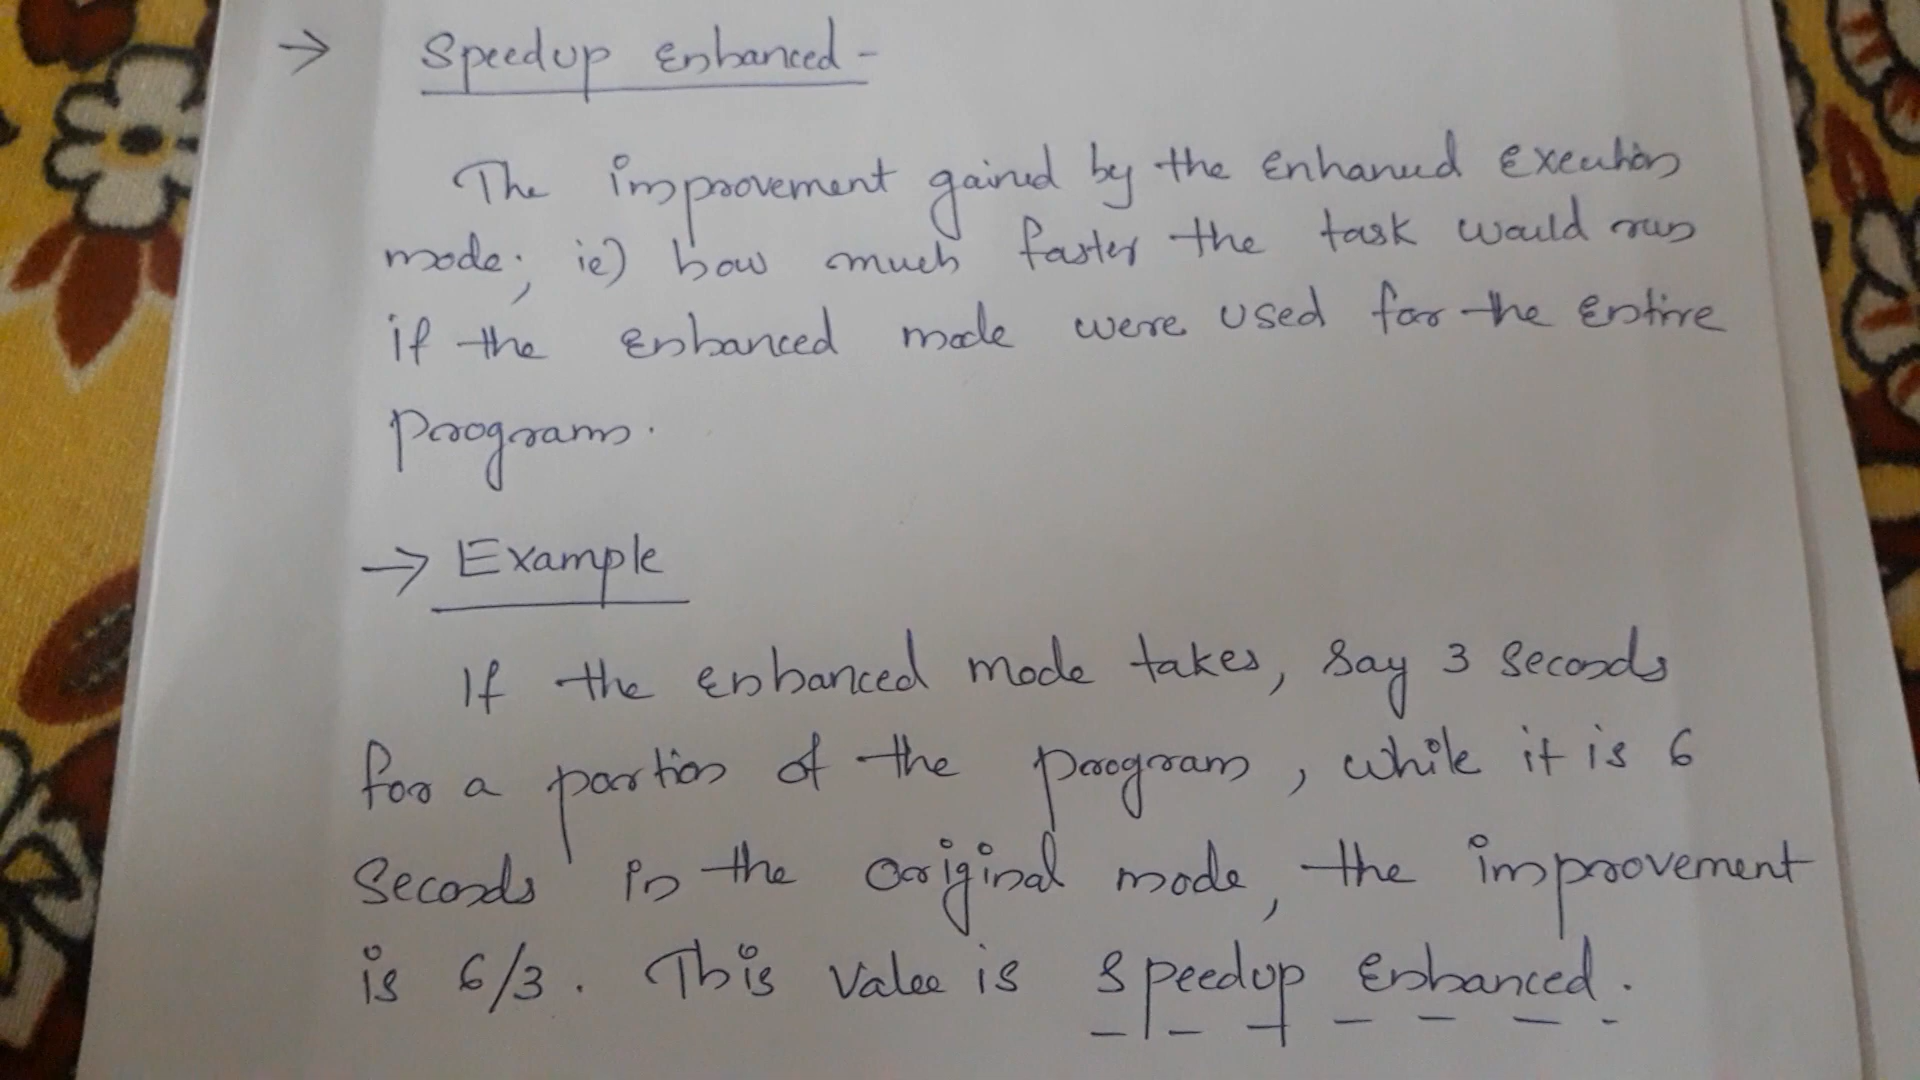 → Speedup Enhanced -
The improvement gained by the Enhanced Execution
mode; ie) how much faster the task would run
if the Enhanced mode were used for the Entire
program.
→ Example
If the enhanced mode takes, say 3 seconds
for a portion of the program, while it is 6
Seconds in the Original mode, the improvement
is 6/3. This Value is Speedup Enhanced.